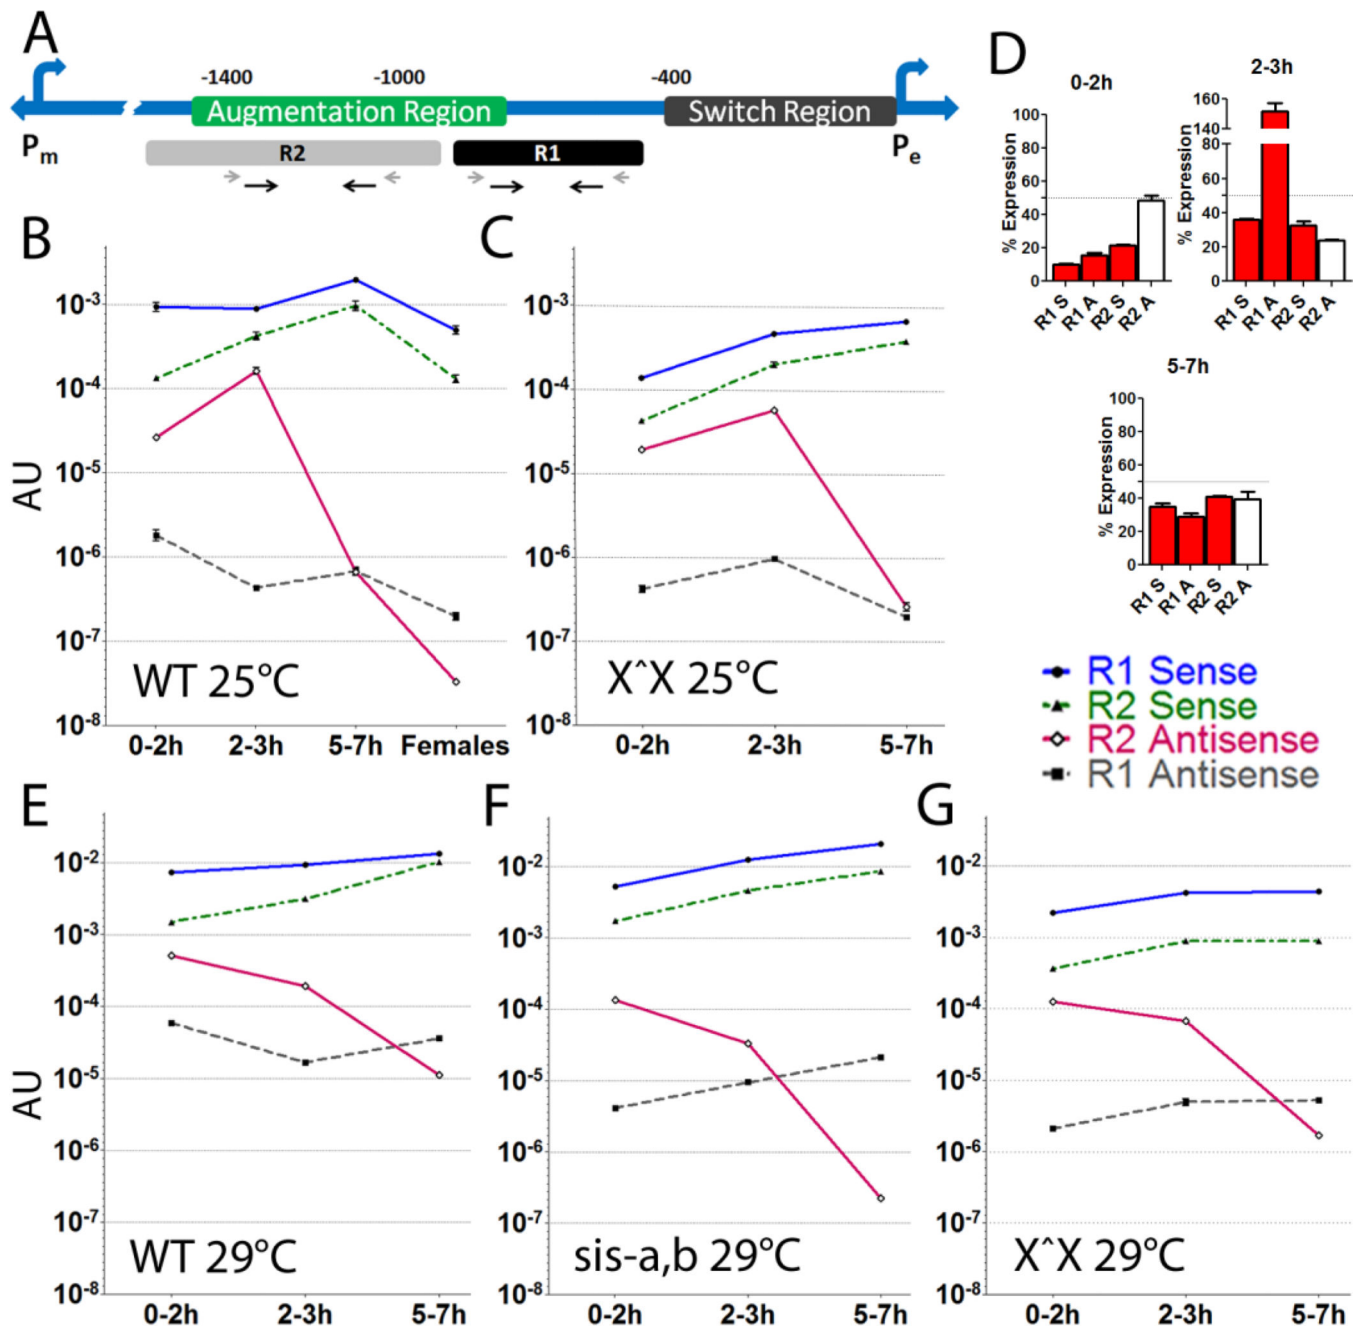 A
-1400
-1000
-400
Augmentation Region
Switch Region
Pm
Pe
R2
R1
D
0-2h
2-3h
% Expression
100
80
60
40
20
0
R1 S
R1 A
R2 S
R2 A
% Expression
160
140
80
60
40
20
0
R1 S
R1 A
R2 S
R2 A
5-7h
% Expression
100
80
60
40
20
0
R1 S
R1 A
R2 S
R2 A
B
AU
10-3
10-4
10-5
10-6
10-7
10-8
WT 25°C
0-2h 2-3h 5-7h Females
C
10-3
10-4
10-5
10-6
10-7
10-8
X^X 25°C
0-2h 2-3h 5-7h
R1 Sense
R2 Sense
R2 Antisense
R1 Antisense
E
AU
10-2
10-3
10-4
10-5
10-6
10-7
10-8
WT 29°C
0-2h 2-3h 5-7h
F
10-2
10-3
10-4
10-5
10-6
10-7
10-8
sis-a,b 29°C
0-2h 2-3h 5-7h
G
10-2
10-3
10-4
10-5
10-6
10-7
10-8
X^X 29°C
0-2h 2-3h 5-7h